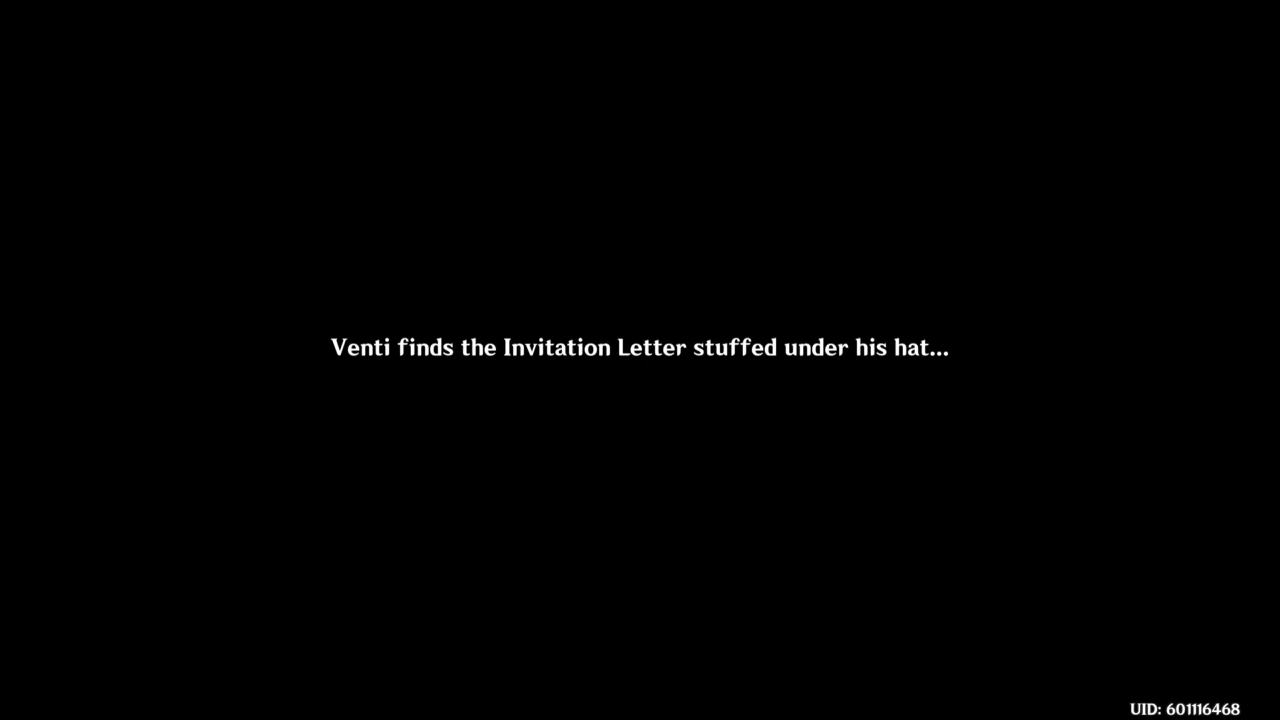 Venti finds the Invitation Letter stuffed under his hat...
UID: 601116468